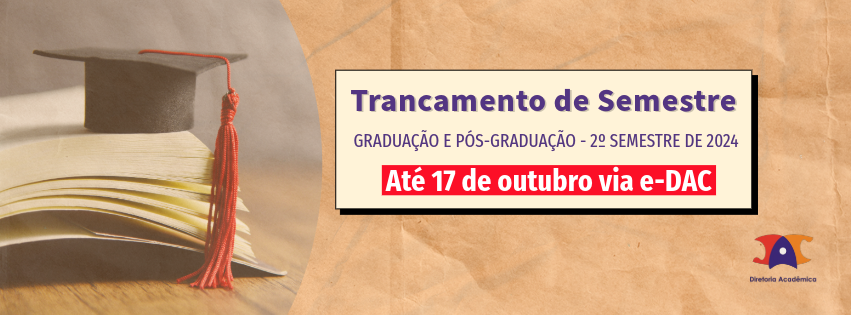 Trancamento de Semestre
GRADUAÇÃO E PÓS-GRADUAÇÃO - 2º SEMESTRE DE 2024
Até 17 de outubro via e-DAC
Diretoria Acadêmica